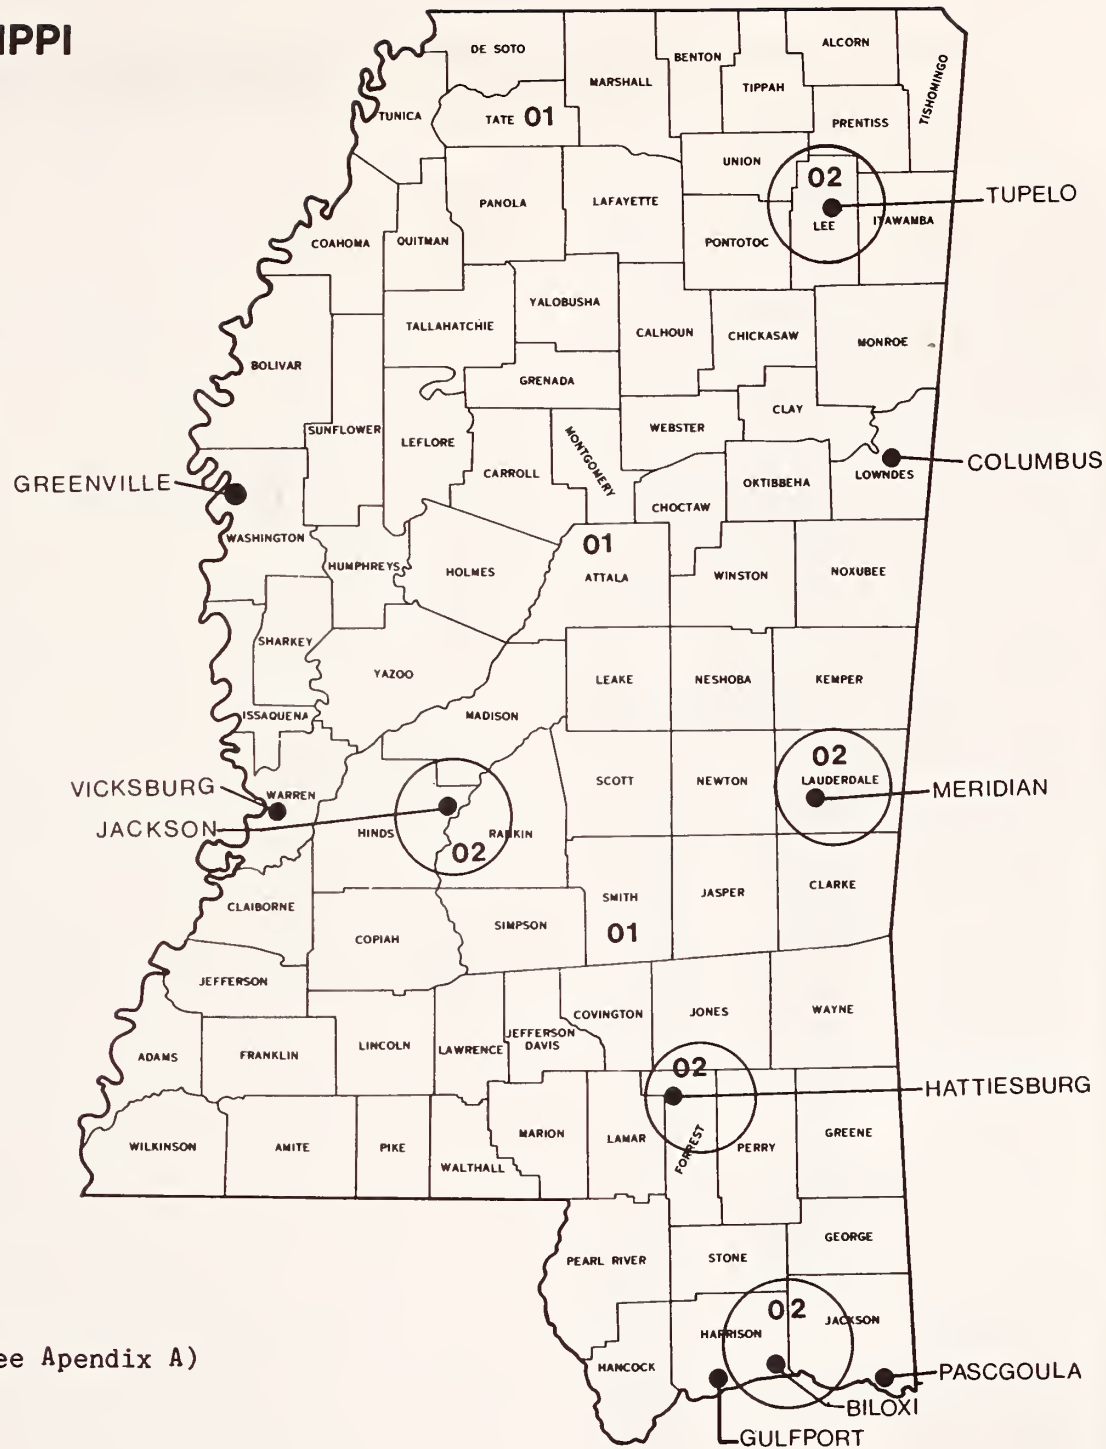 IPPI
DE SOTO
MARSHALL
BENTON
TIPPAH
ALCORN
TISHOMINGO
TUNICA
TATE 01
PRENTISS
UNION
02
TUPELO
PANOLA
LAFAYETTE
PONTOTOC
LEE
ITAWAMBA
COAHOMA
QUITMAN
TALLAHATCHIE
YALOBUSHA
CALHOUN
CHICKASAW
MONROE
BOLIVAR
GRENADA
CLAY
SUNFLOWER
LEFLORE
CARROLL
MONTGOMERY
WEBSTER
COLUMBUS
LOWNDES
OKTIBBEHA
GREENVILLE
CHOCTAW
WASHINGTON
HUMPHREYS
HOLMES
01
ATTALA
WINSTON
NOXUBEE
SHARKEY
YAZOO
LEAKE
NESHOBA
KEMPER
ISSAQUENA
MADISON
02
VICKSBURG
WARREN
SCOTT
NEWTON
LAUDERDALE
MERIDIAN
JACKSON
HINDS
RANKIN
02
CLAIBORNE
COPIAH
SIMPSON
SMITH
JASPER
CLARKE
01
JEFFERSON
COVINGTON
JONES
WAYNE
ADAMS
FRANKLIN
LINCOLN
LAWRENCE
JEFFERSON
DAVIS
02
HATTIESBURG
WILKINSON
AMITE
PIKE
WALTHALL
MARION
LAMAR
FORREST
PERRY
GREENE
PEARL RIVER
STONE
GEORGE
02
HARRISON
JACKSON
HANCOCK
ee Apendix A)
PASCGOULA
BILOXI
GULFPORT